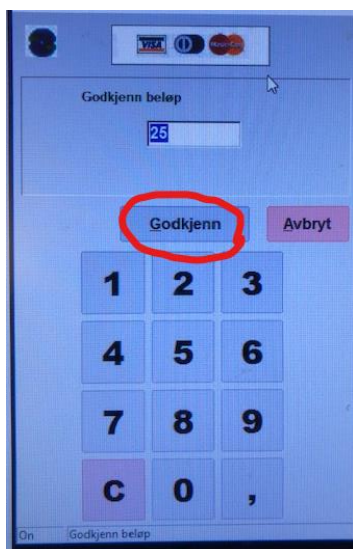 VISA MasterCard
Godkjenn beløp
25
Godkjenn Avbryt
1 2 3
4 5 6
7 8 9
C 0 ,
On Godkjenn beløp